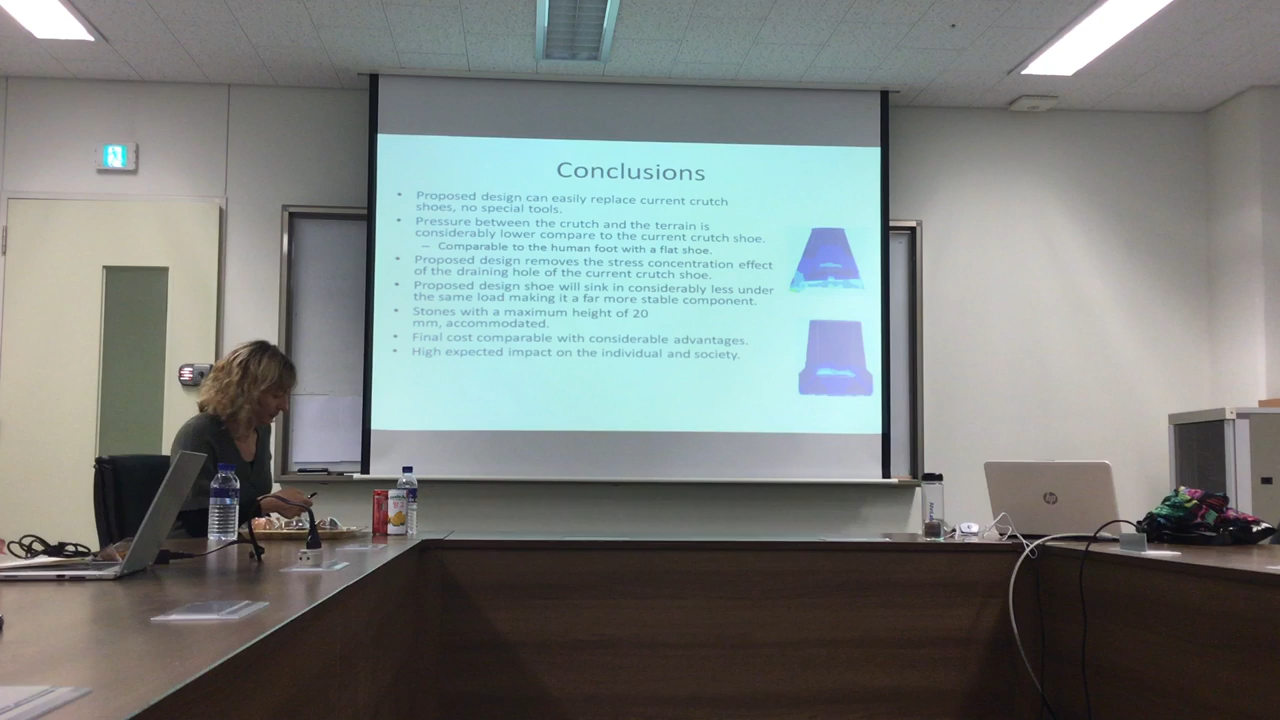 Conclusions
• Proposed design can easily replace current crutch
shoes, no special tools.
• Pressure between the crutch and the terrain is
considerably lower compare to the current crutch shoe.
– Comparable to the human foot with a flat shoe.
• Proposed design removes the stress concentration effect
of the draining hole of the current crutch shoe.
• Proposed design shoe will sink in considerably less under
the same load making it a far more stable component.
• Stones with a maximum height of 20
mm, accommodated.
• Final cost comparable with considerable advantages.
• High expected impact on the individual and society.
hp